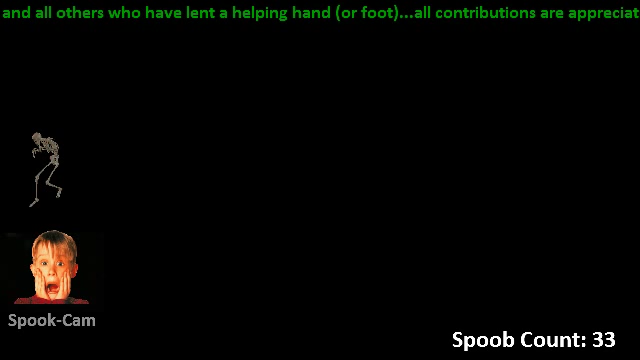 and all others who have lent a helping hand (or foot)...all contributions are appreciat
Spook-Cam
Spoob Count: 33